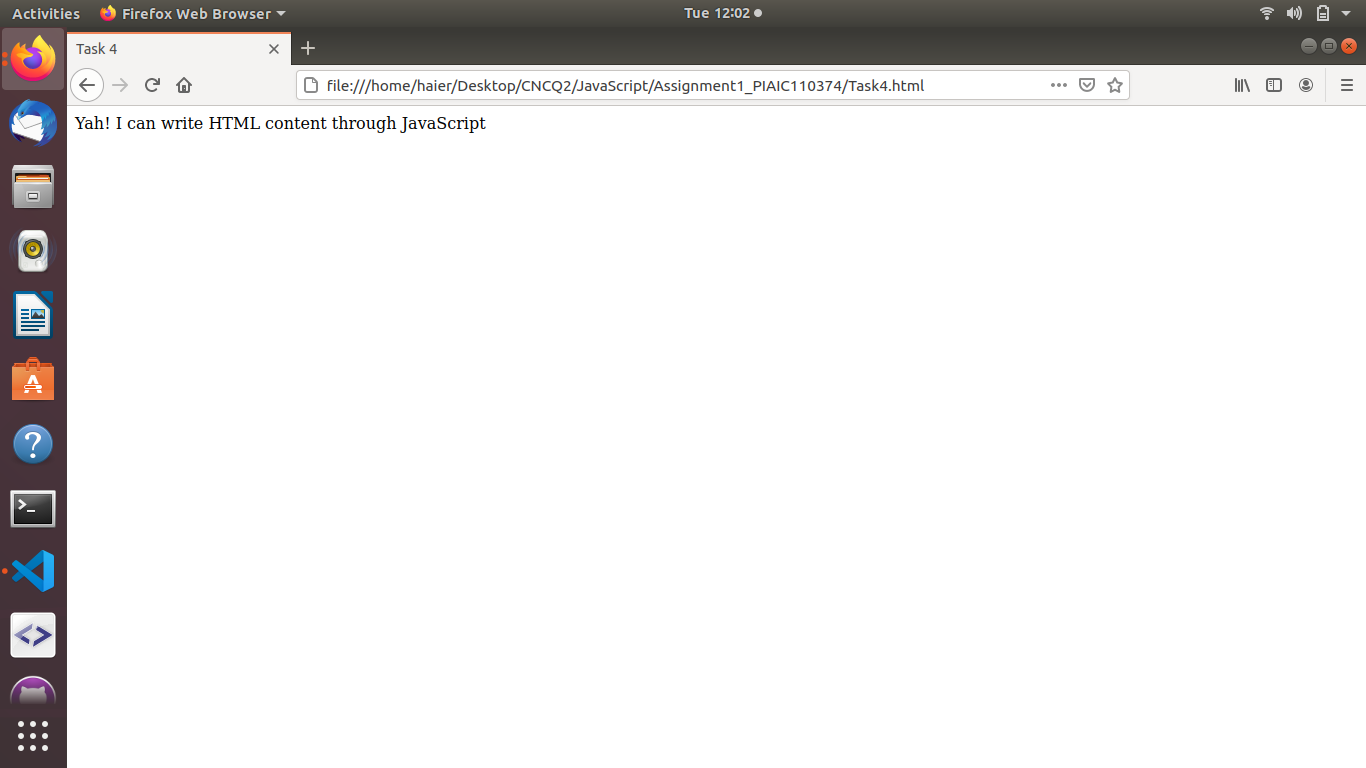 Activities Firefox Web Browser Tue 12:02
Task 4
file:///home/haier/Desktop/CNCQ2/JavaScript/Assignment1_PIAIC110374/Task4.html
Yah! I can write HTML content through JavaScript